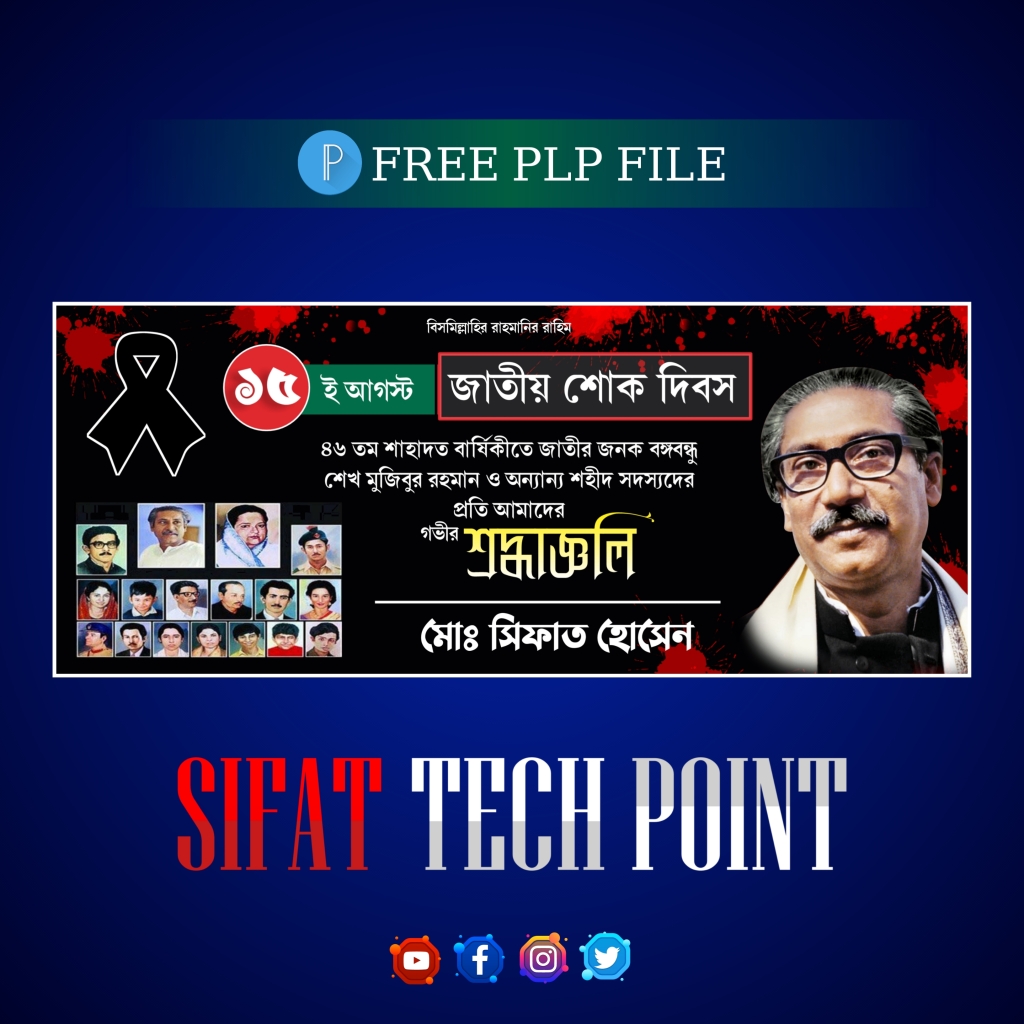 FREE PLP FILE
বিসমিল্লাহির রাহমানির রাহিম
১৫ ই আগস্ট জাতীয় শোক দিবস
৪৬ তম শাহাদত বার্ষিকীতে জাতীর জনক বঙ্গবন্ধু
শেখ মুজিবুর রহমান ও অন্যান্য শহীদ সদস্যদের
প্রতি আমাদের
গভীর শ্রদ্ধাঞ্জলি
মোঃ সিফাত হোসেন
SIFAT TECH POINT